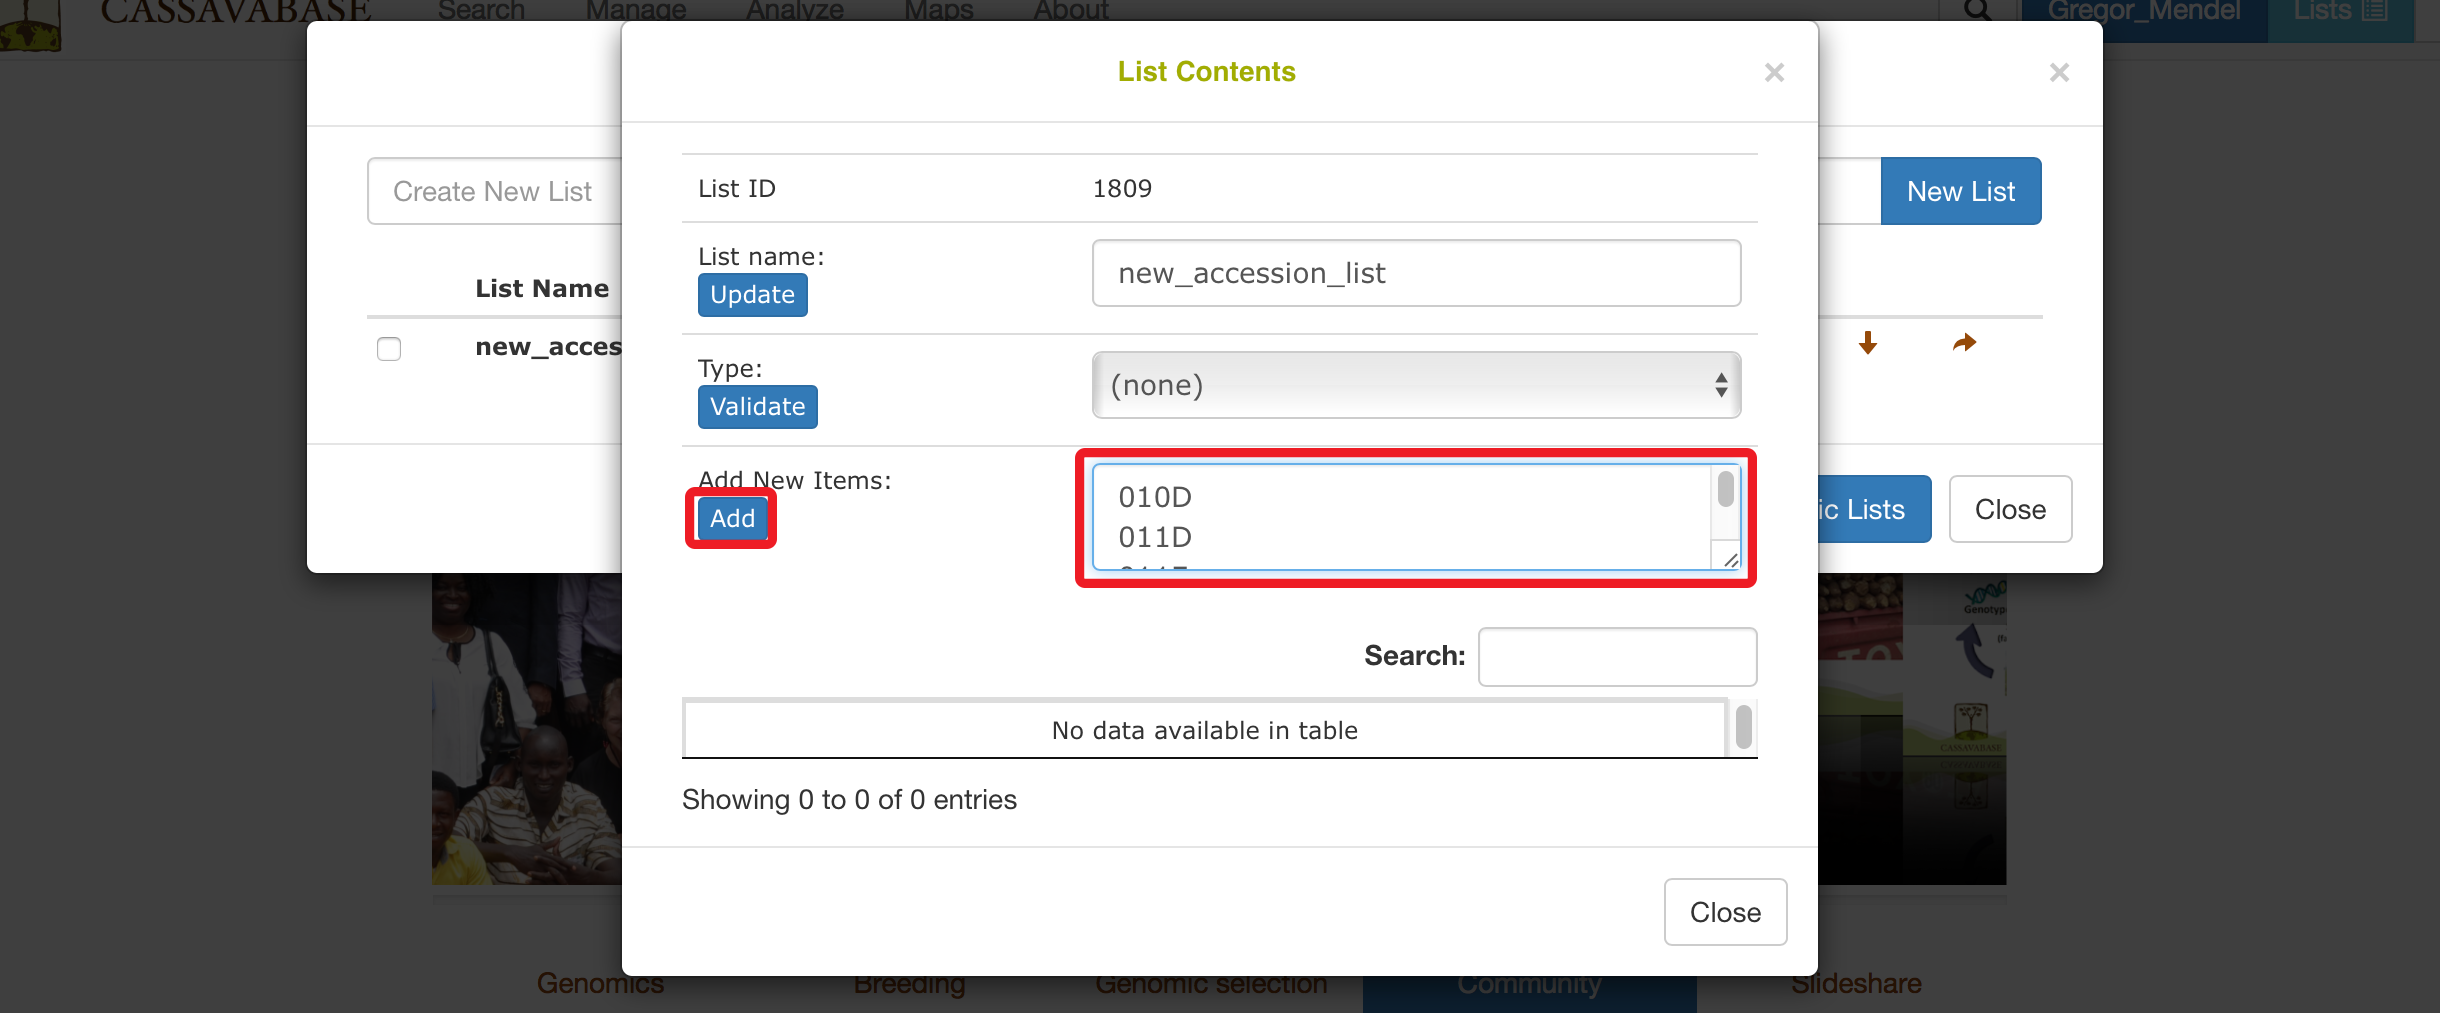 CASSAVABASE
Search Manage Analyze Maps About
Gregor_Mendel Lists
List Contents ×
×
List ID 1809
Create New List
New List
List name: new_accession_list
Update
List Name
new_acces
Type: (none)
Validate
Add New Items:
Add
010D
011D
ic Lists Close
Genotyp
Search:
No data available in table
CASSAVABASE
Showing 0 to 0 of 0 entries
Close
Genomics Breeding Genomic selection Community Slideshare